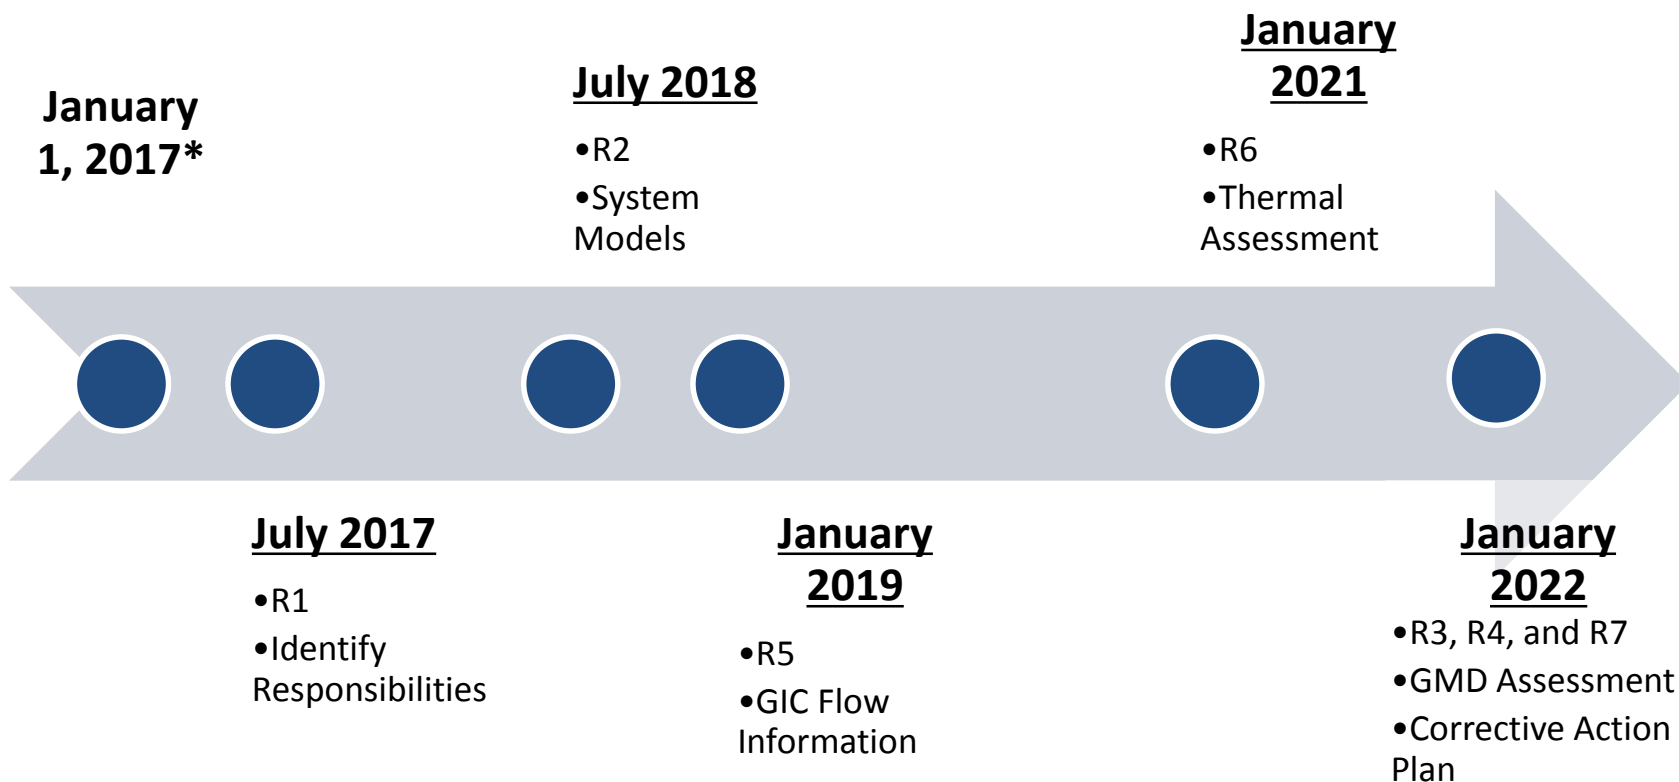 January
1, 2017*
July 2018
•R2
•System
Models
January
2021
•R6
•Thermal
Assessment
July 2017
•R1
•Identify
Responsibilities
January
2019
•R5
•GIC Flow
Information
January
2022
•R3, R4, and R7
•GMD Assessment
•Corrective Action
Plan